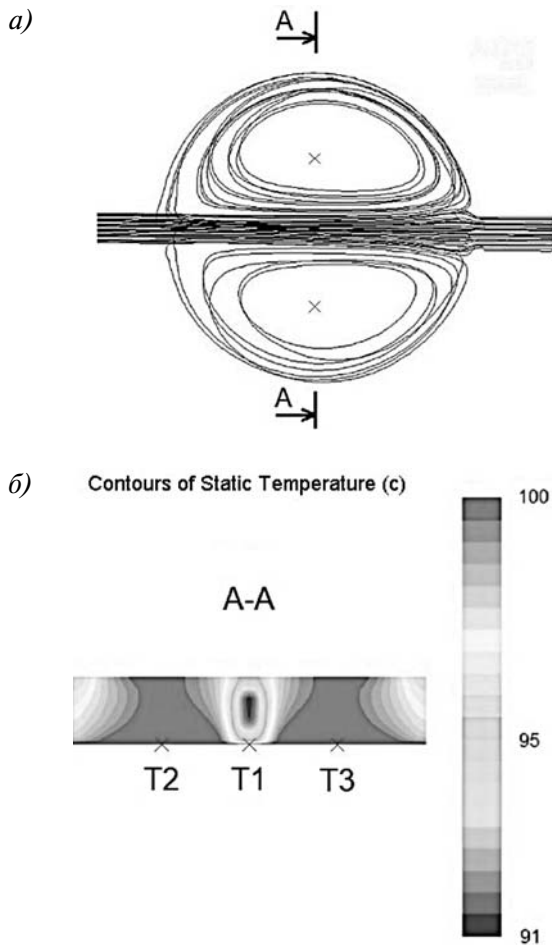 а)
A
A
б)
Contours of Static Temperature (c)
100
A-A
95
T2
T1
T3
91